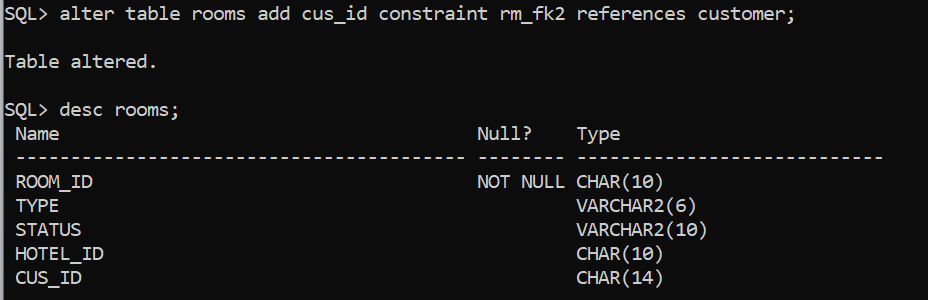 SQL> alter table rooms add cus_id constraint rm_fk2 references customer;
Table altered.
SQL> desc rooms;
Name                                      Null?    Type
----------------------------------------- -------- ----------------------------
ROOM_ID                                   NOT NULL CHAR(10)
TYPE                                               VARCHAR2(6)
STATUS                                             VARCHAR2(10)
HOTEL_ID                                           CHAR(10)
CUS_ID                                             CHAR(14)